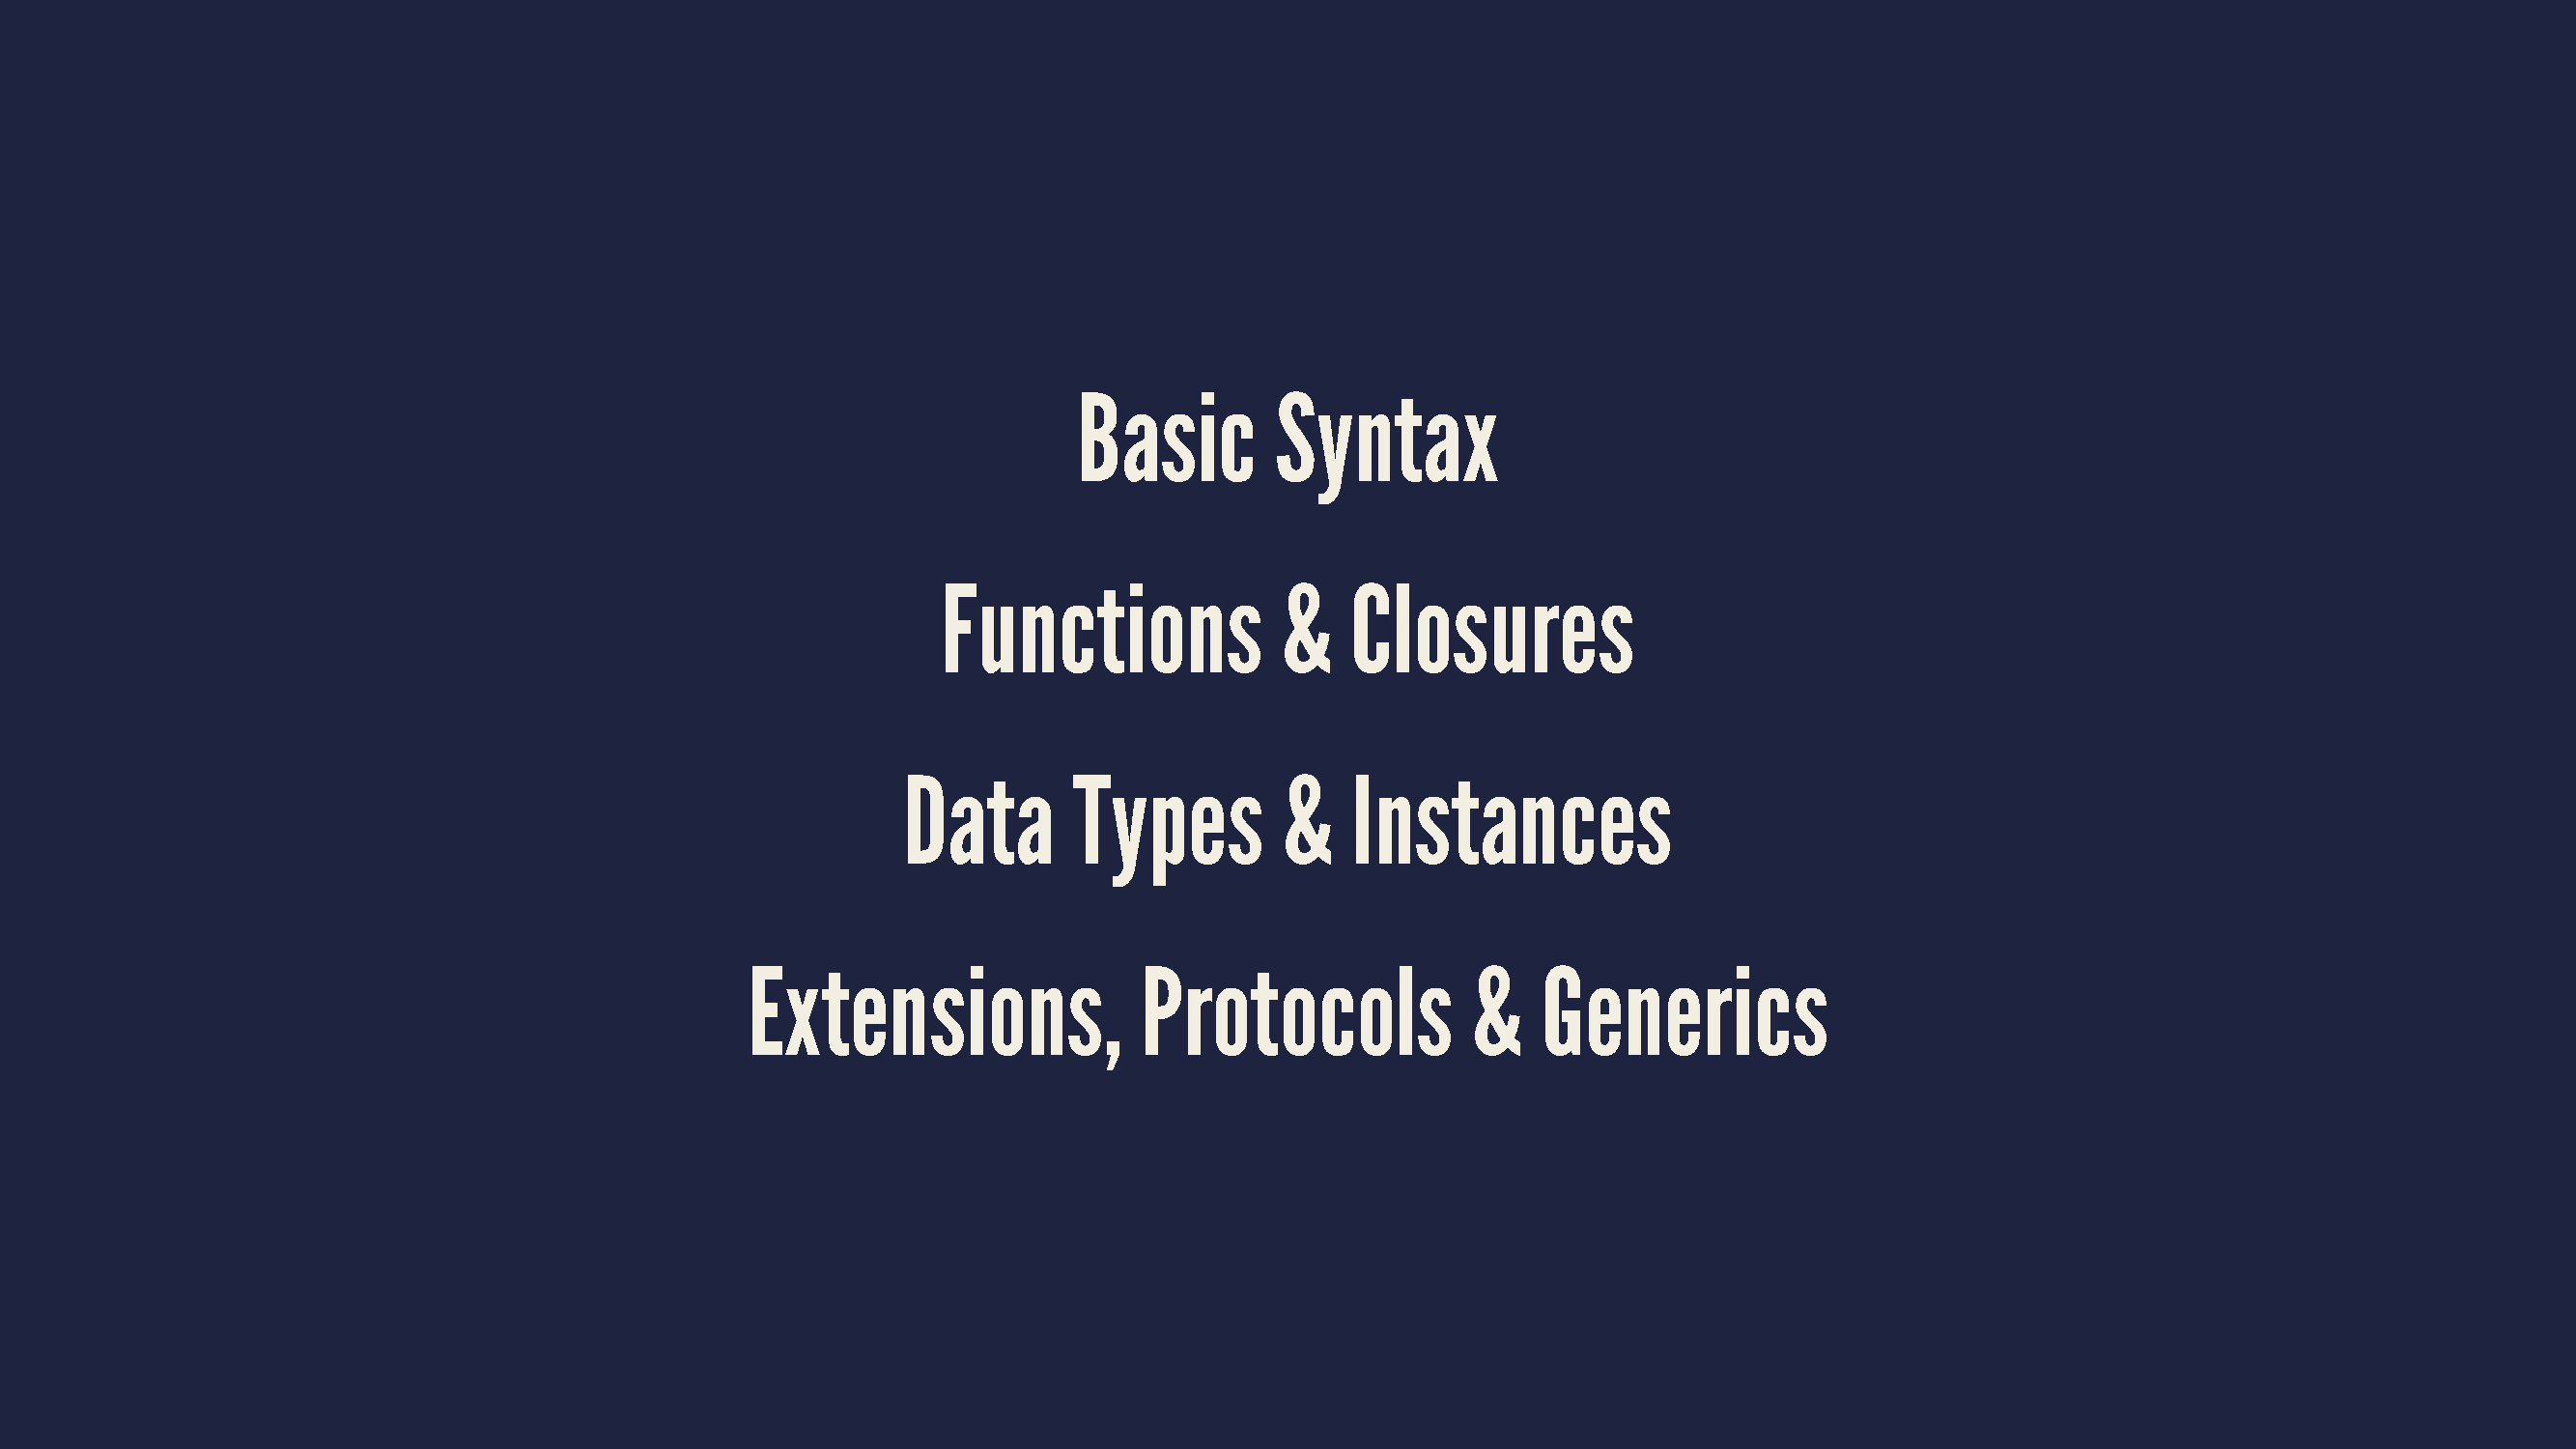 Basic Syntax
Functions & Closures
Data Types & Instances
Extensions, Protocols & Generics